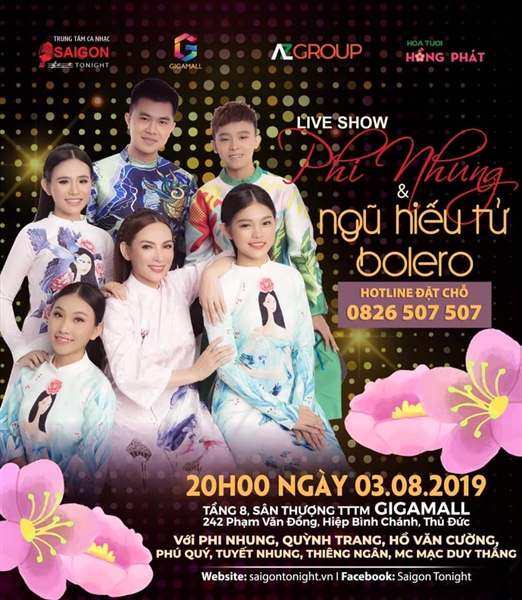 TRUNG TÂM CA NHẠC
SAIGON
TONIGHT
GIGAMALL
AZGROUP
HOA TƯƠI
HỒNG PHÁT
LIVE SHOW
Phi Nhung
&
ngũ hiếu tử
bolero
HOTLINE ĐẶT CHỖ
0826 507 507
20H00 NGÀY 03.08.2019
TẦNG 8, SÂN THƯỢNG TTTM GIGAMALL
242 Phạm Văn Đồng, Hiệp Bình Chánh, Thủ Đức
Với PHI NHUNG, QUỲNH TRANG, HỒ VĂN CƯỜNG,
PHÚ QUÝ, TUYẾT NHUNG, THIÊNG NGÂN, MC MẠC DUY THẮNG
Website: saigontonight.vn | Facebook: Saigon Tonight